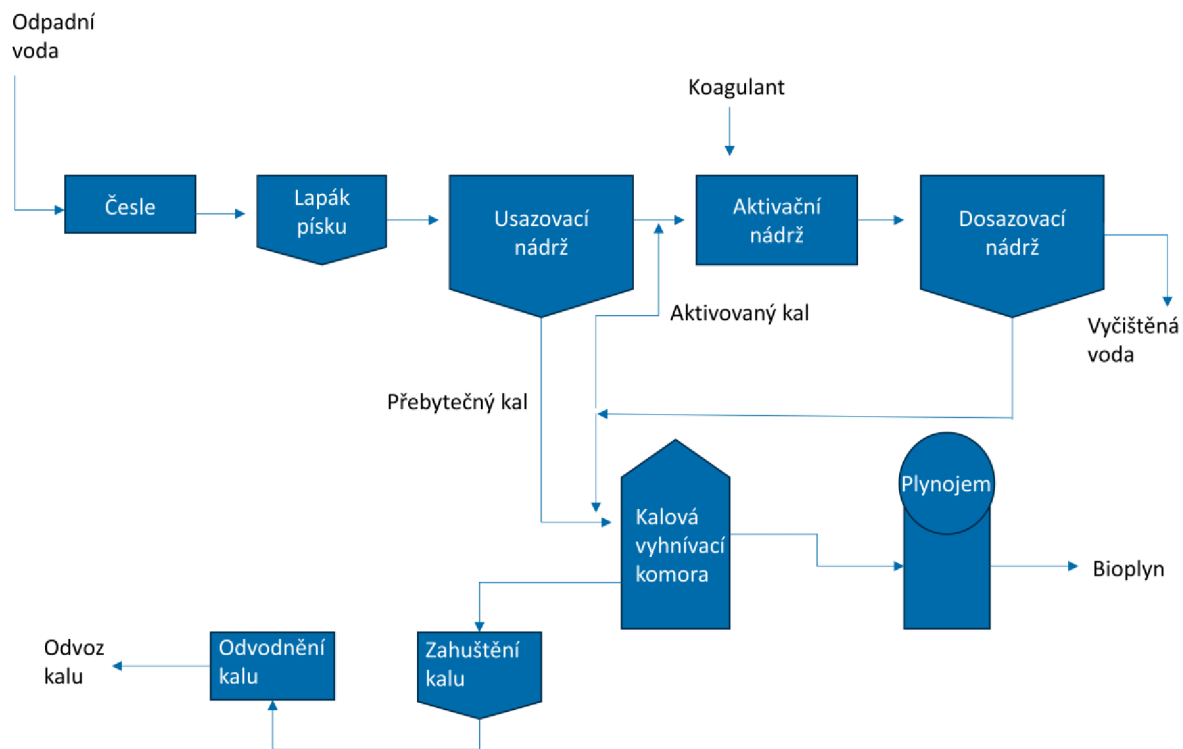 Odpadní
voda
Koagulant
Česle
Lapák
písku
Usazovací
nádrž
Aktivační
nádrž
Dosazovací
nádrž
Aktivovaný kal
Vyčištěná
voda
Přebytečný kal
Kalová
vyhnívací
komora
Plynojem
Bioplyn
Odvoz
kalu
Odvodnění
kalu
Zahuštění
kalu